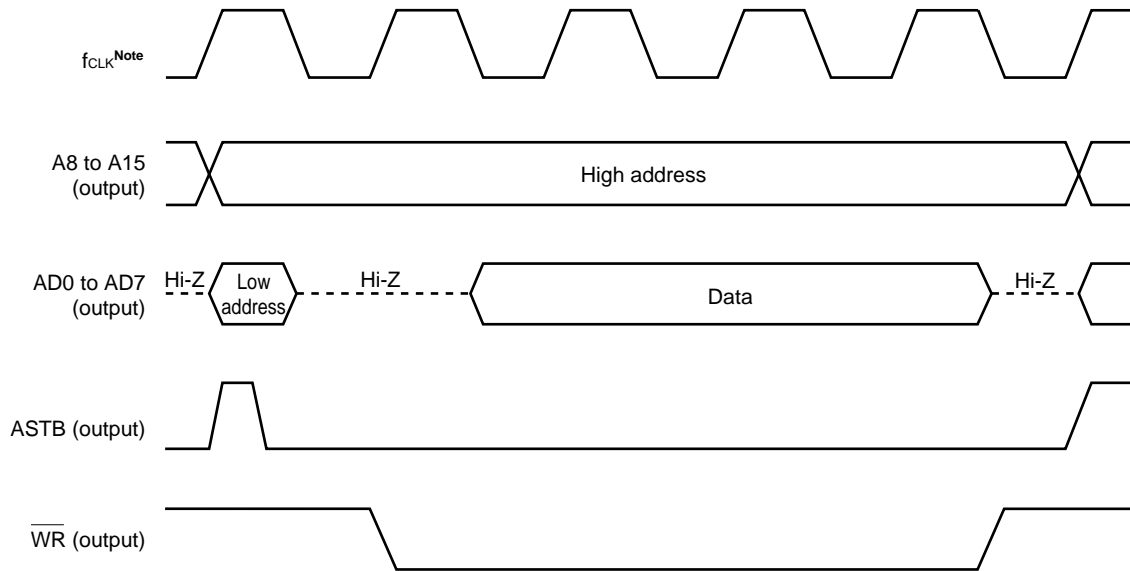 fCLKNote
A8 to A15
(output)
High address
AD0 to AD7
(output)
Hi-Z
Low
address
Hi-Z
Data
Hi-Z
ASTB (output)
WR (output)